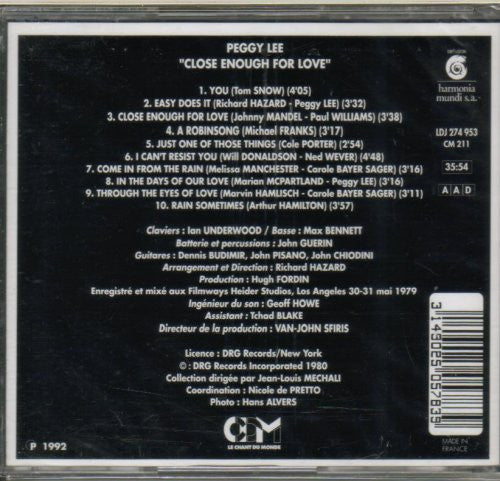 PEGGY LEE
"CLOSE ENOUGH FOR LOVE"
1. YOU (Tom SNOW) (4'05)
2. EASY DOES IT (Richard HAZARD - Peggy LEE) (3'32)
3. CLOSE ENOUGH FOR LOVE (Johnny MANDEL - Paul WILLIAMS) (3'38)
4. A ROBINSONG (Michael FRANKS) (3'17)
5. JUST ONE OF THOSE THINGS (Cole PORTER) (2'54)
6. I CAN'T RESIST YOU (Will DONALDSON - Ned WEVER) (4'48)
7. COME IN FROM THE RAIN (Melissa MANCHESTER - Carole BAYER SAGER) (3'16)
8. IN THE DAYS OF OUR LOVE (Marian MCPARTLAND - Peggy LEE) (3'16)
9. THROUGH THE EYES OF LOVE (Marvin HAMLISCH - Carole BAYER SAGER) (3'11)
10. RAIN SOMETIMES (Arthur HAMILTON) (3'57)
harmonia
mundi s.a.
LDJ 274 953
CM 211
35:54
A A D
Claviers : Ian UNDERWOOD / Basse : Max BENNETT
Batterie et percussions : John GUERIN
Guitares : Dennis BUDIMIR, John PISANO, John CHIODINI
Arrangement et Direction : Richard HAZARD
Production : Hugh FORDIN
Enregistré et mixé aux Filmways Heider Studios, Los Angeles 30-31 mai 1979
Ingénieur du son : Geoff HOWE
Assistant : Tchad BLAKE
Directeur de la production : VAN-JOHN SFIRIS
Licence : DRG Records/New York
© : DRG Records Incorporated 1980
Collection dirigée par Jean-Louis MECHALI
Coordination : Nicole de PRETTO
Photo : Hans ALVERS
3 149025 057839
CDM
LE CHANT DU MONDE
P 1992
MADE IN
FRANCE